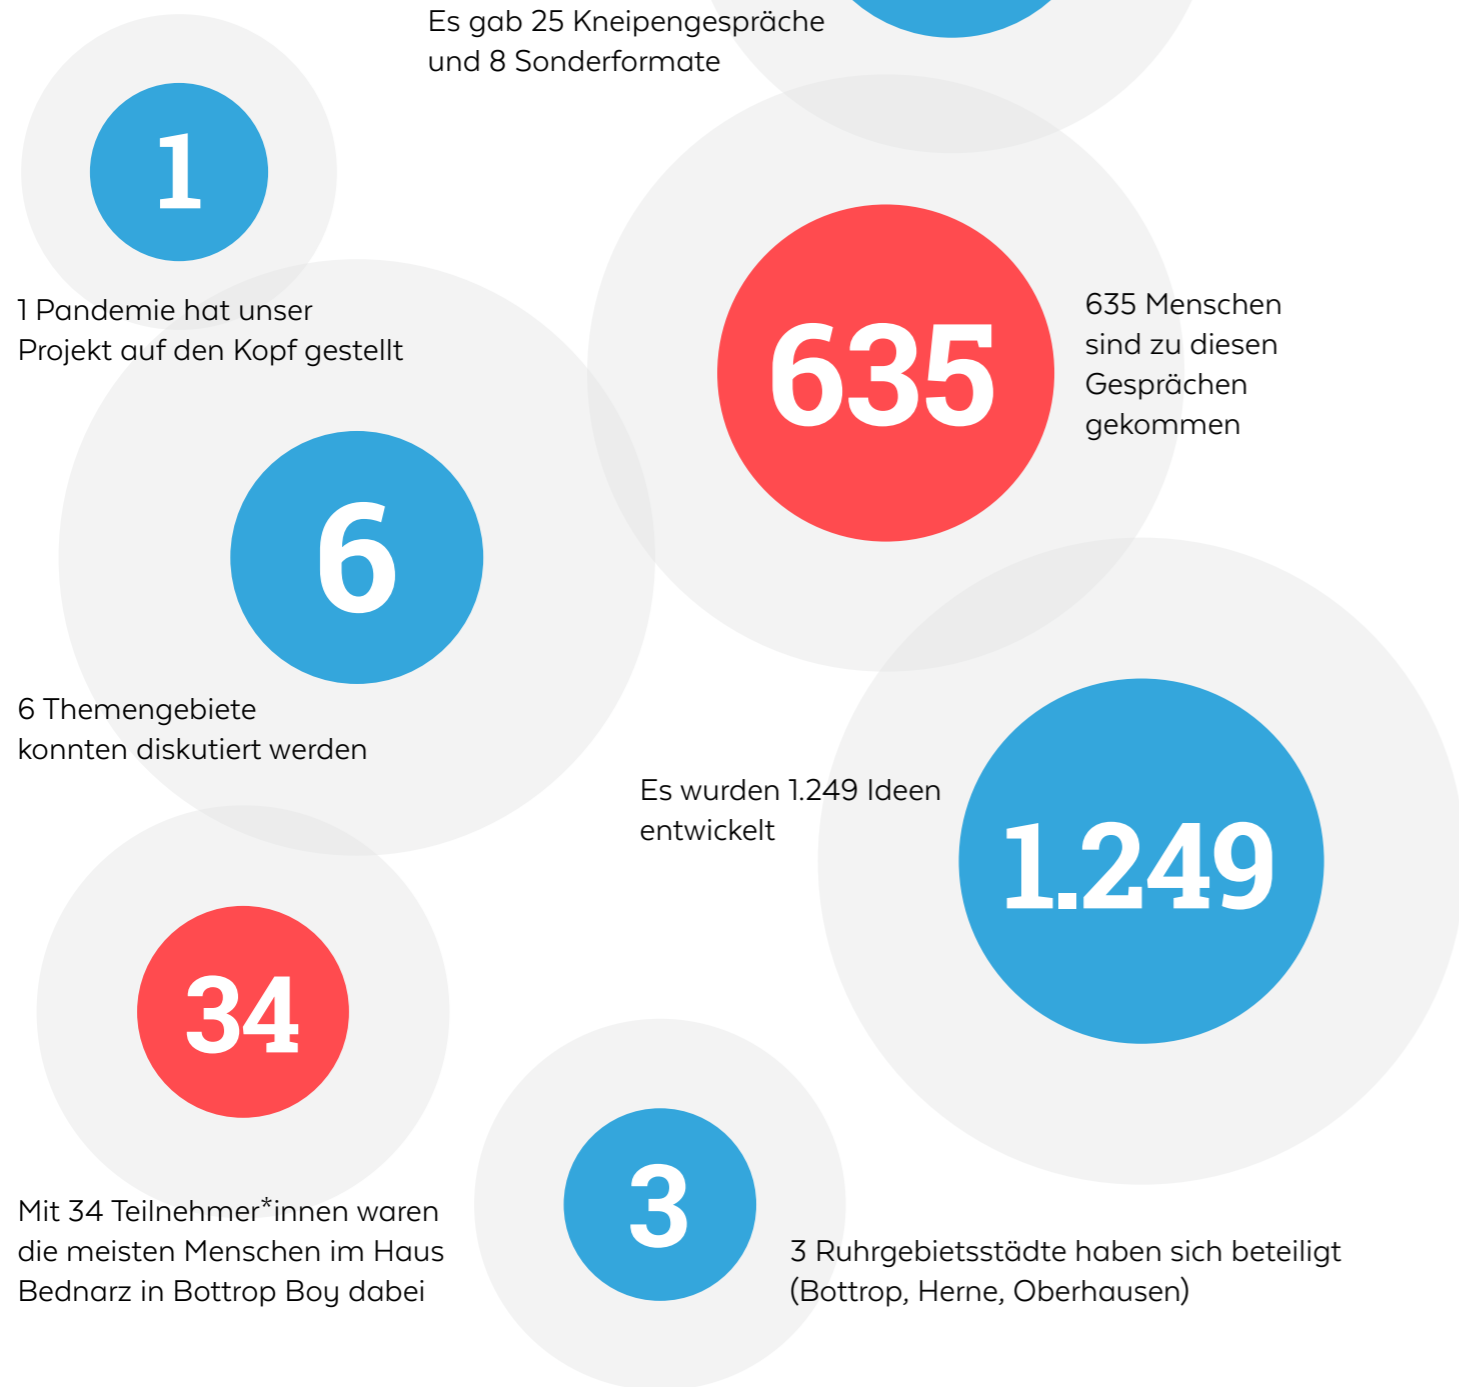 Es gab 25 Kneipengespräche
und 8 Sonderformate
1
1 Pandemie hat unser
Projekt auf den Kopf gestellt
635
635 Menschen
sind zu diesen
Gesprächen
gekommen
6
6 Themengebiete
konnten diskutiert werden
Es wurden 1.249 Ideen
entwickelt
1.249
34
Mit 34 Teilnehmer*innen waren
die meisten Menschen im Haus
Bednarz in Bottrop Boy dabei
3
3 Ruhrgebietsstädte haben sich beteiligt
(Bottrop, Herne, Oberhausen)